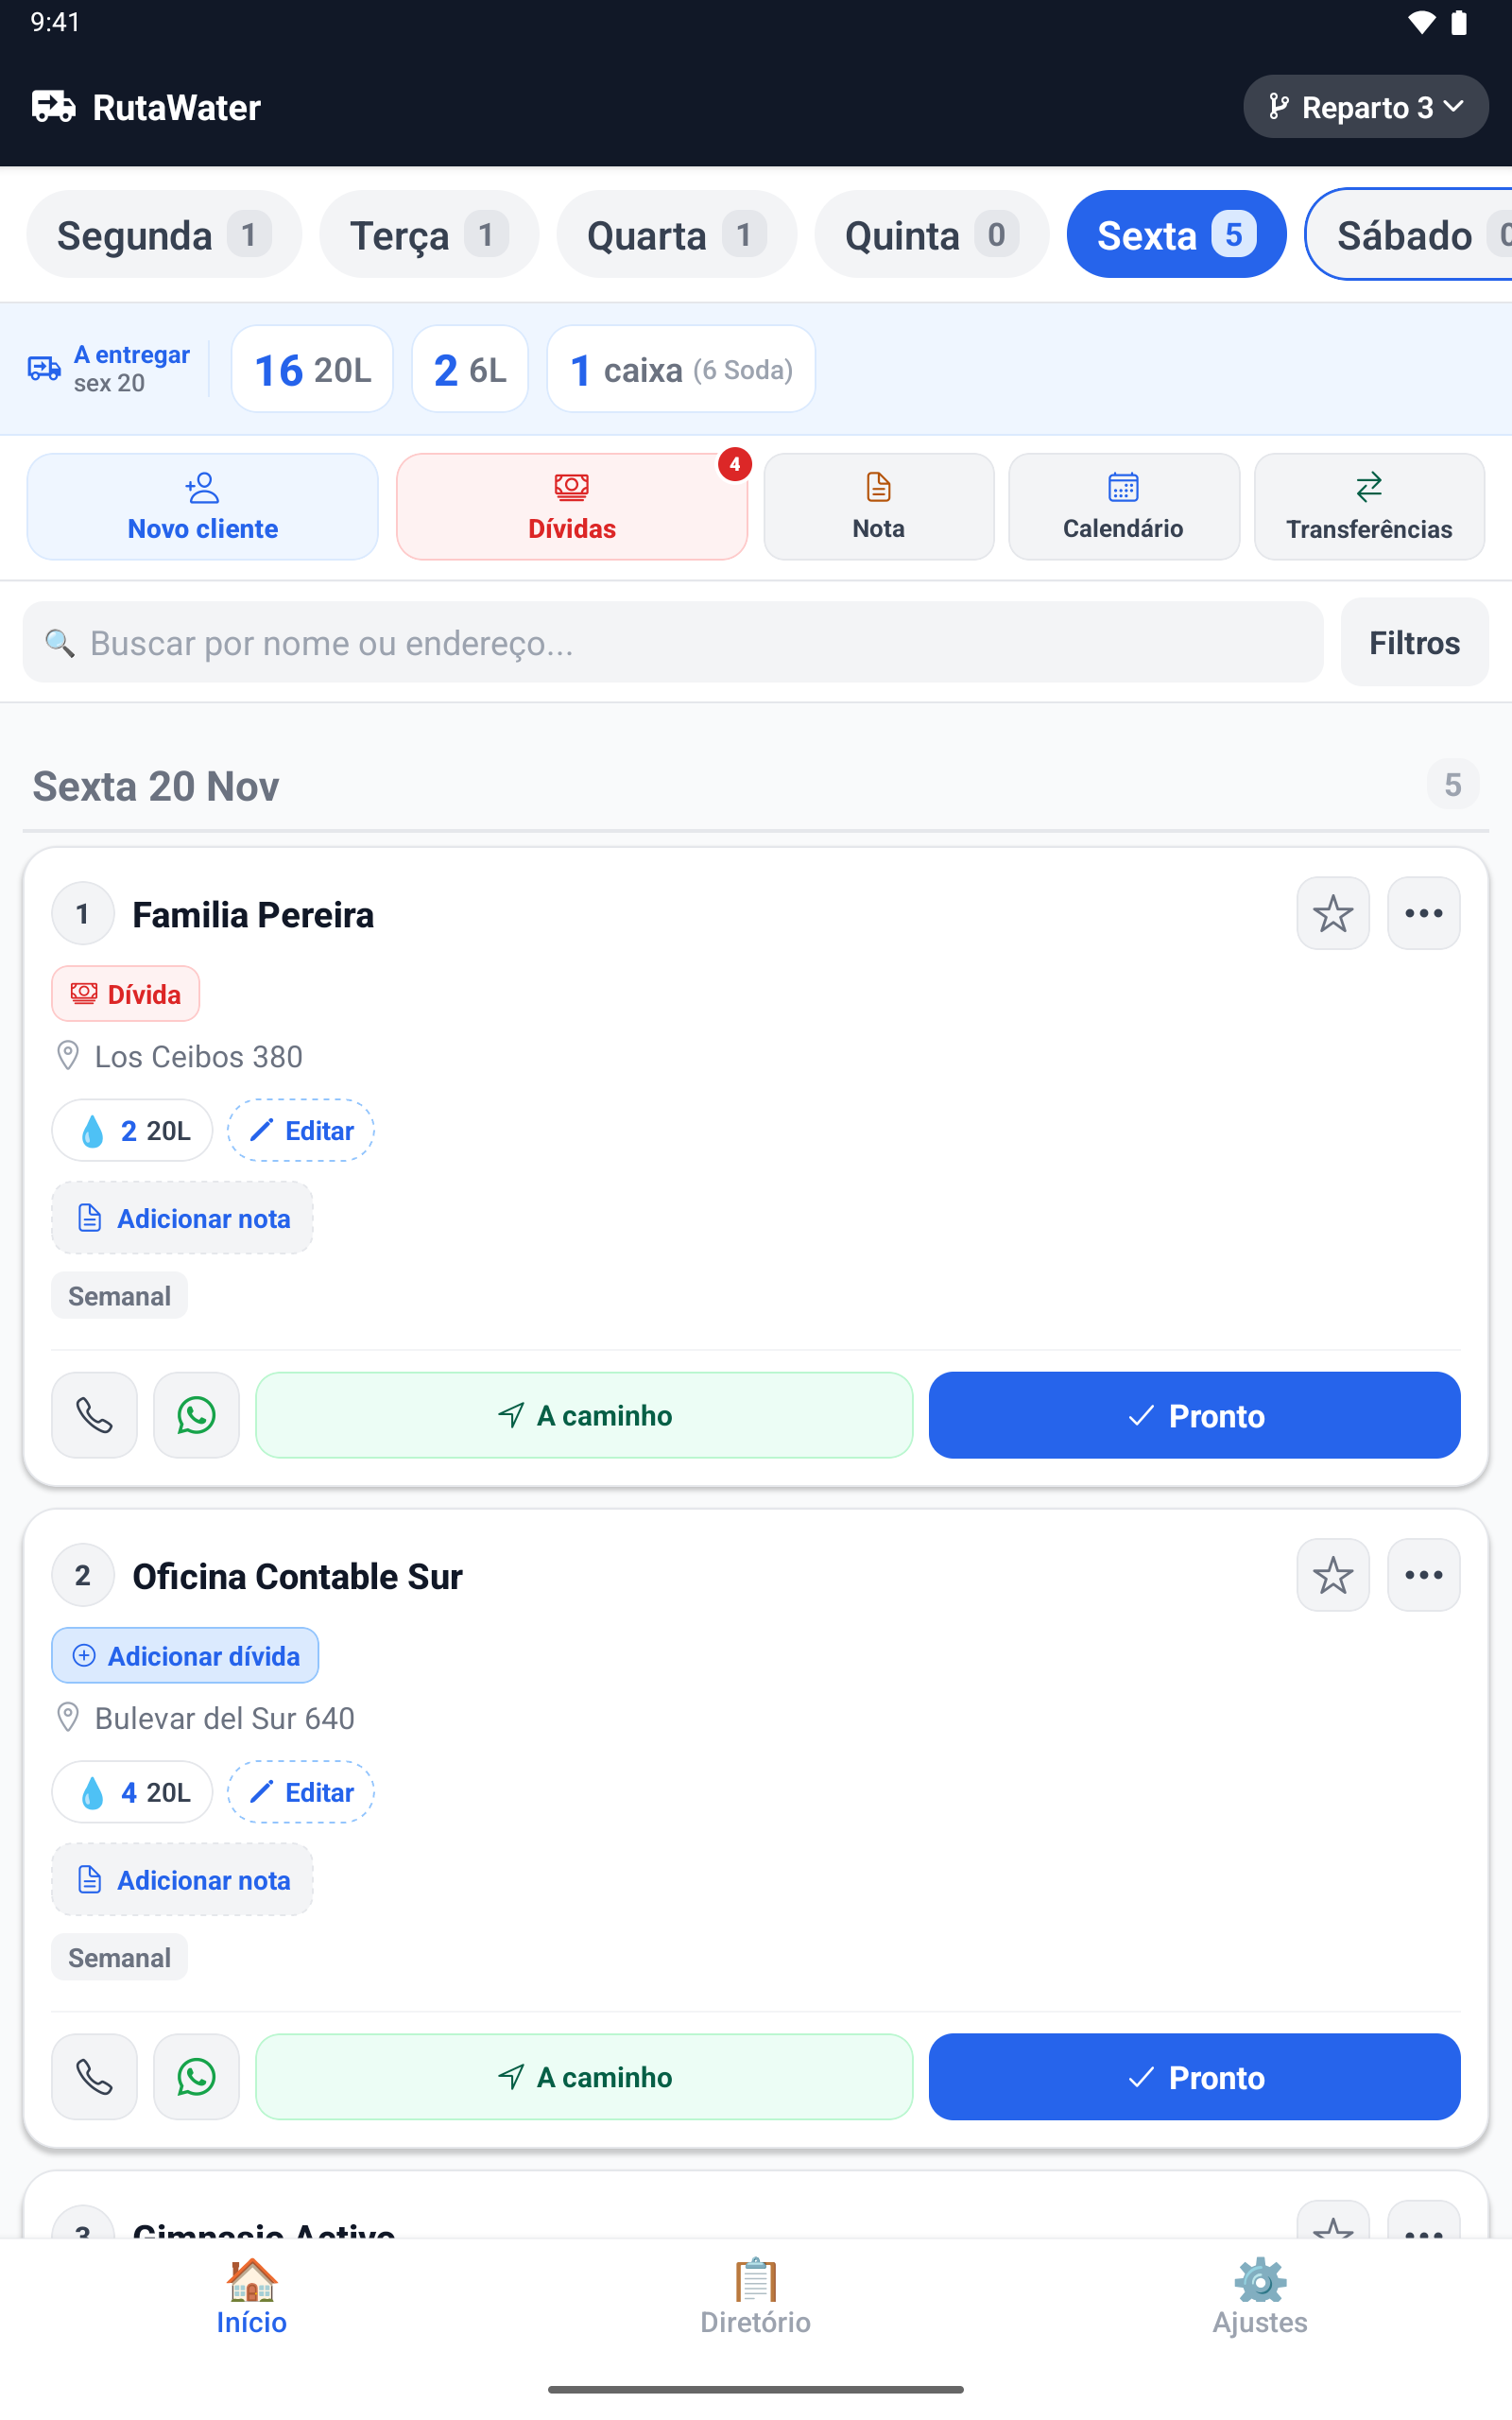 9:41
RutaWater
Reparto 3
Segunda 1 Terça 1 Quarta 1 Quinta 0 Sexta 5 Sábado 0
A entregar
sex 20
16 20L 2 6L 1 caixa (6 Soda)
4
Novo cliente Dívidas Nota Calendário Transferências
Buscar por nome ou endereço...
Filtros
Sexta 20 Nov 5
1 Familia Pereira
Dívida
Los Ceibos 380
2 20L Editar
Adicionar nota
Semanal
A caminho Pronto
2 Oficina Contable Sur
Adicionar dívida
Bulevar del Sur 640
4 20L Editar
Adicionar nota
Semanal
A caminho Pronto
3 Gimnasio Activo
Início Diretório Ajustes